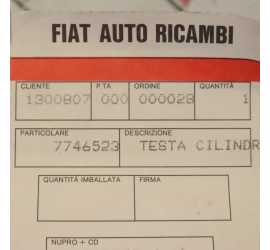 FIAT AUTO RICAMBI
CLIENTE P.TA ORDINE QUANTITÀ
1300807 000 000028 1
PARTICOLARE DESCRIZIONE
7746523 TESTA CILINDR
QUANTITÀ IMBALLATA FIRMA
NUPRO + CD